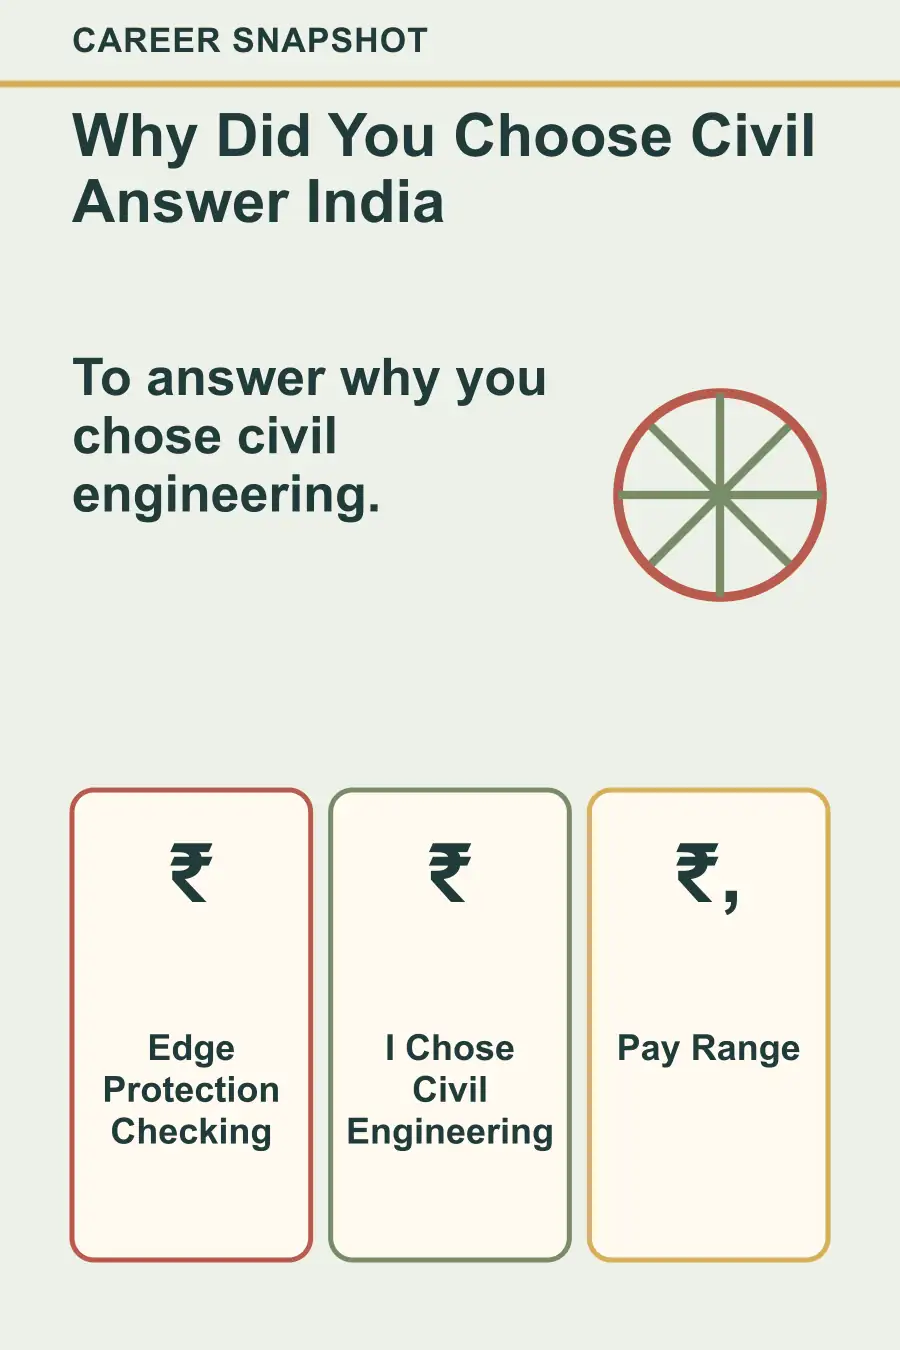 CAREER SNAPSHOT
Why Did You Choose Civil
Answer India
To answer why you
chose civil
engineering.
₹
Edge
Protection
Checking
₹
I Chose
Civil
Engineering
₹,
Pay Range